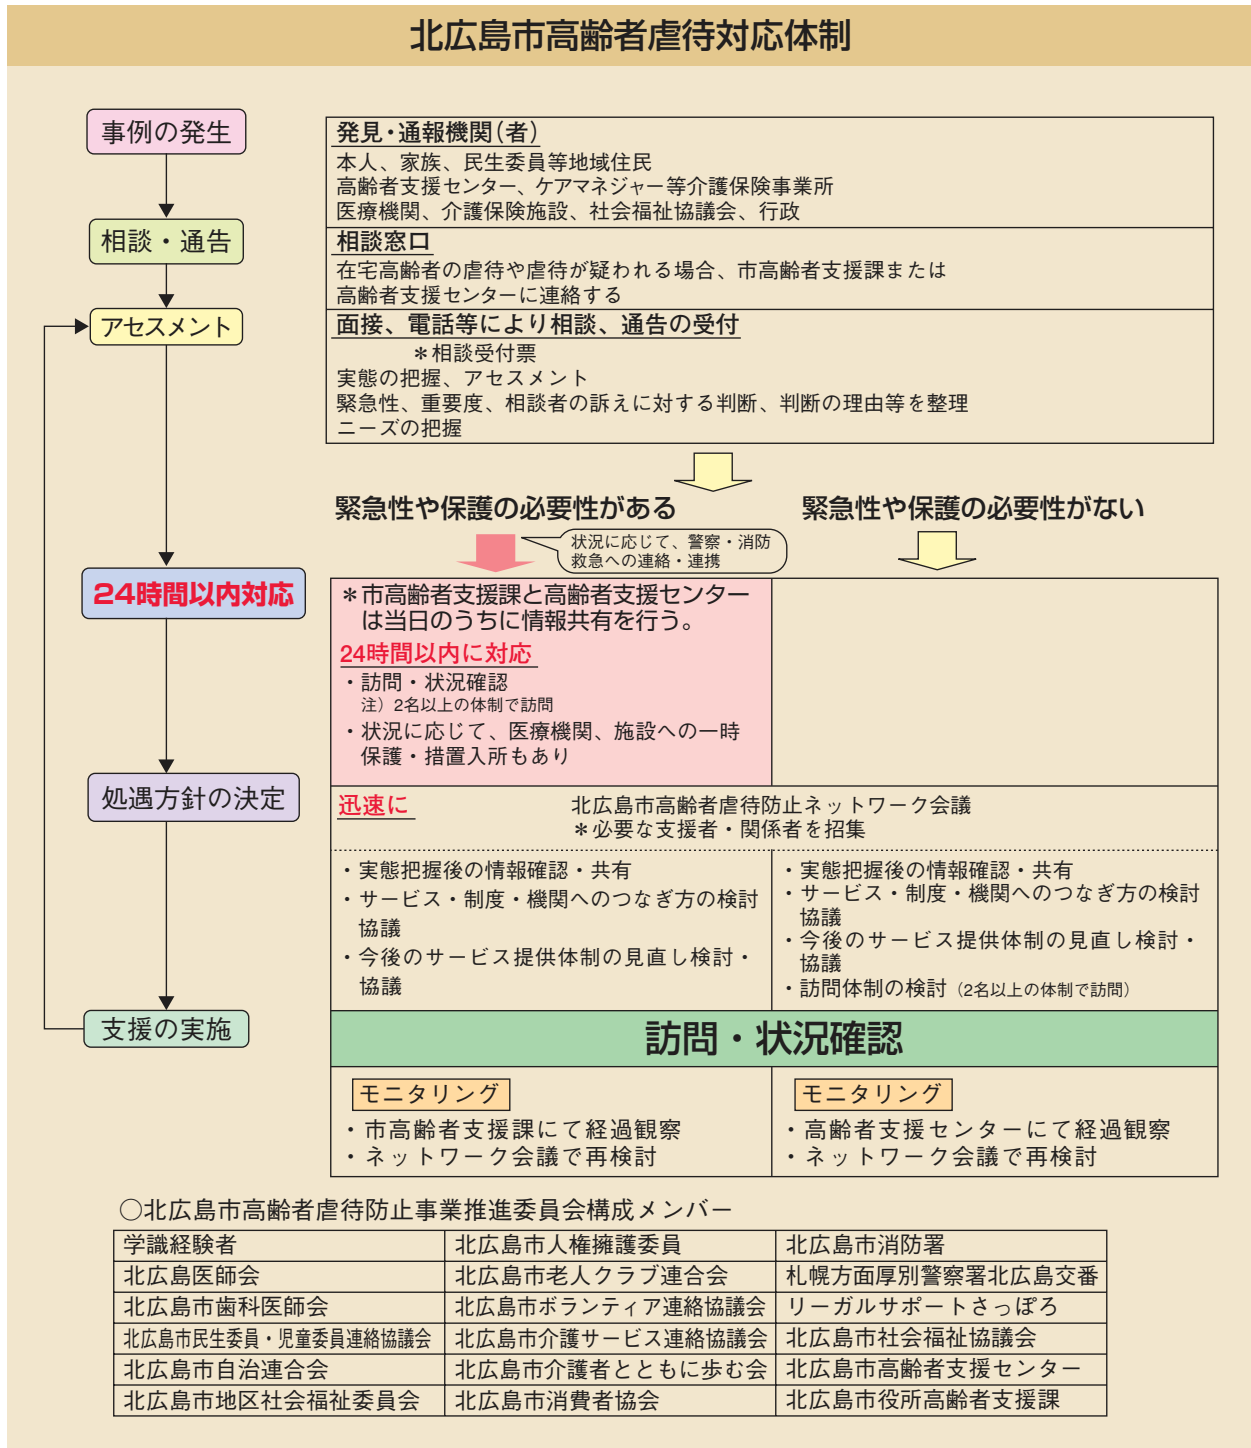 北広島市高齢者虐待対応体制
事例の発生
相談・通告
アセスメント
24時間以内対応
処遇方針の決定
支援の実施
発見・通報機関(者)
本人、家族、民生委員等地域住民
高齢者支援センター、ケアマネジャー等介護保険事業所
医療機関、介護保険施設、社会福祉協議会、行政
相談窓口
在宅高齢者の虐待や虐待が疑われる場合、市高齢者支援課または
高齢者支援センターに連絡する
面接、電話等により相談、通告の受付
＊相談受付票
実態の把握、アセスメント
緊急性、重要度、相談者の訴えに対する判断、判断の理由等を整理
ニーズの把握
緊急性や保護の必要性がある
緊急性や保護の必要性がない
状況に応じて、警察・消防
救急への連絡・連携
＊市高齢者支援課と高齢者支援センター
は当日のうちに情報共有を行う。
24時間以内に対応
・訪問・状況確認
注）2名以上の体制で訪問
・状況に応じて、医療機関、施設への一時
保護・措置入所もあり
迅速に
北広島市高齢者虐待防止ネットワーク会議
＊必要な支援者・関係者を招集
・実態把握後の情報確認・共有
・サービス・制度・機関へのつなぎ方の検討
協議
・今後のサービス提供体制の見直し検討・
協議
・実態把握後の情報確認・共有
・サービス・制度・機関へのつなぎ方の検討
協議
・今後のサービス提供体制の見直し検討・
協議
・訪問体制の検討（2名以上の体制で訪問）
訪問・状況確認
モニタリング
・市高齢者支援課にて経過観察
・ネットワーク会議で再検討
モニタリング
・高齢者支援センターにて経過観察
・ネットワーク会議で再検討
○北広島市高齢者虐待防止事業推進委員会構成メンバー
学識経験者 北広島市人権擁護委員 北広島市消防署
北広島医師会 北広島市老人クラブ連合会 札幌方面厚別警察署北広島交番
北広島市歯科医師会 北広島市ボランティア連絡協議会 リーガルサポートさっぽろ
北広島市民生委員・児童委員連絡協議会 北広島市介護サービス連絡協議会 北広島市社会福祉協議会
北広島市自治連合会 北広島市介護者とともに歩む会 北広島市高齢者支援センター
北広島市地区社会福祉委員会 北広島市消費者協会 北広島市役所高齢者支援課